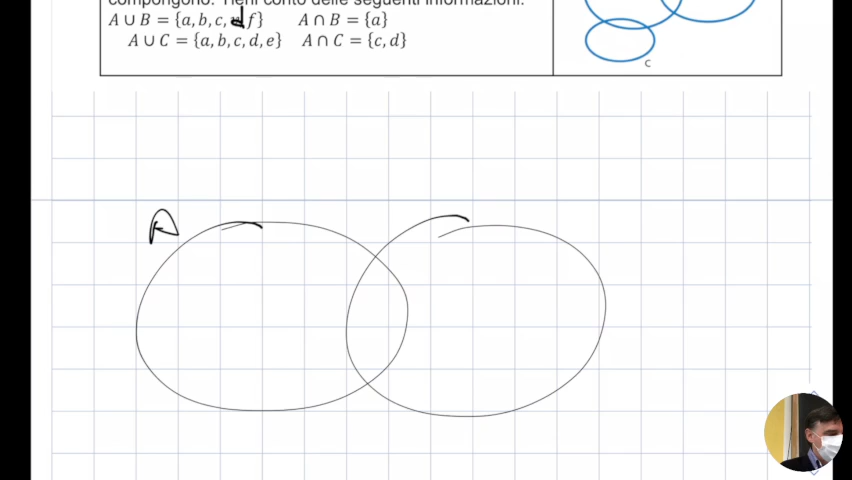 compongono. Tieni conto delle seguenti informazioni:
A ∪ B = {a, b, c, d, f} A ∩ B = {a}
A ∪ C = {a, b, c, d, e} A ∩ C = {c, d}
C
A